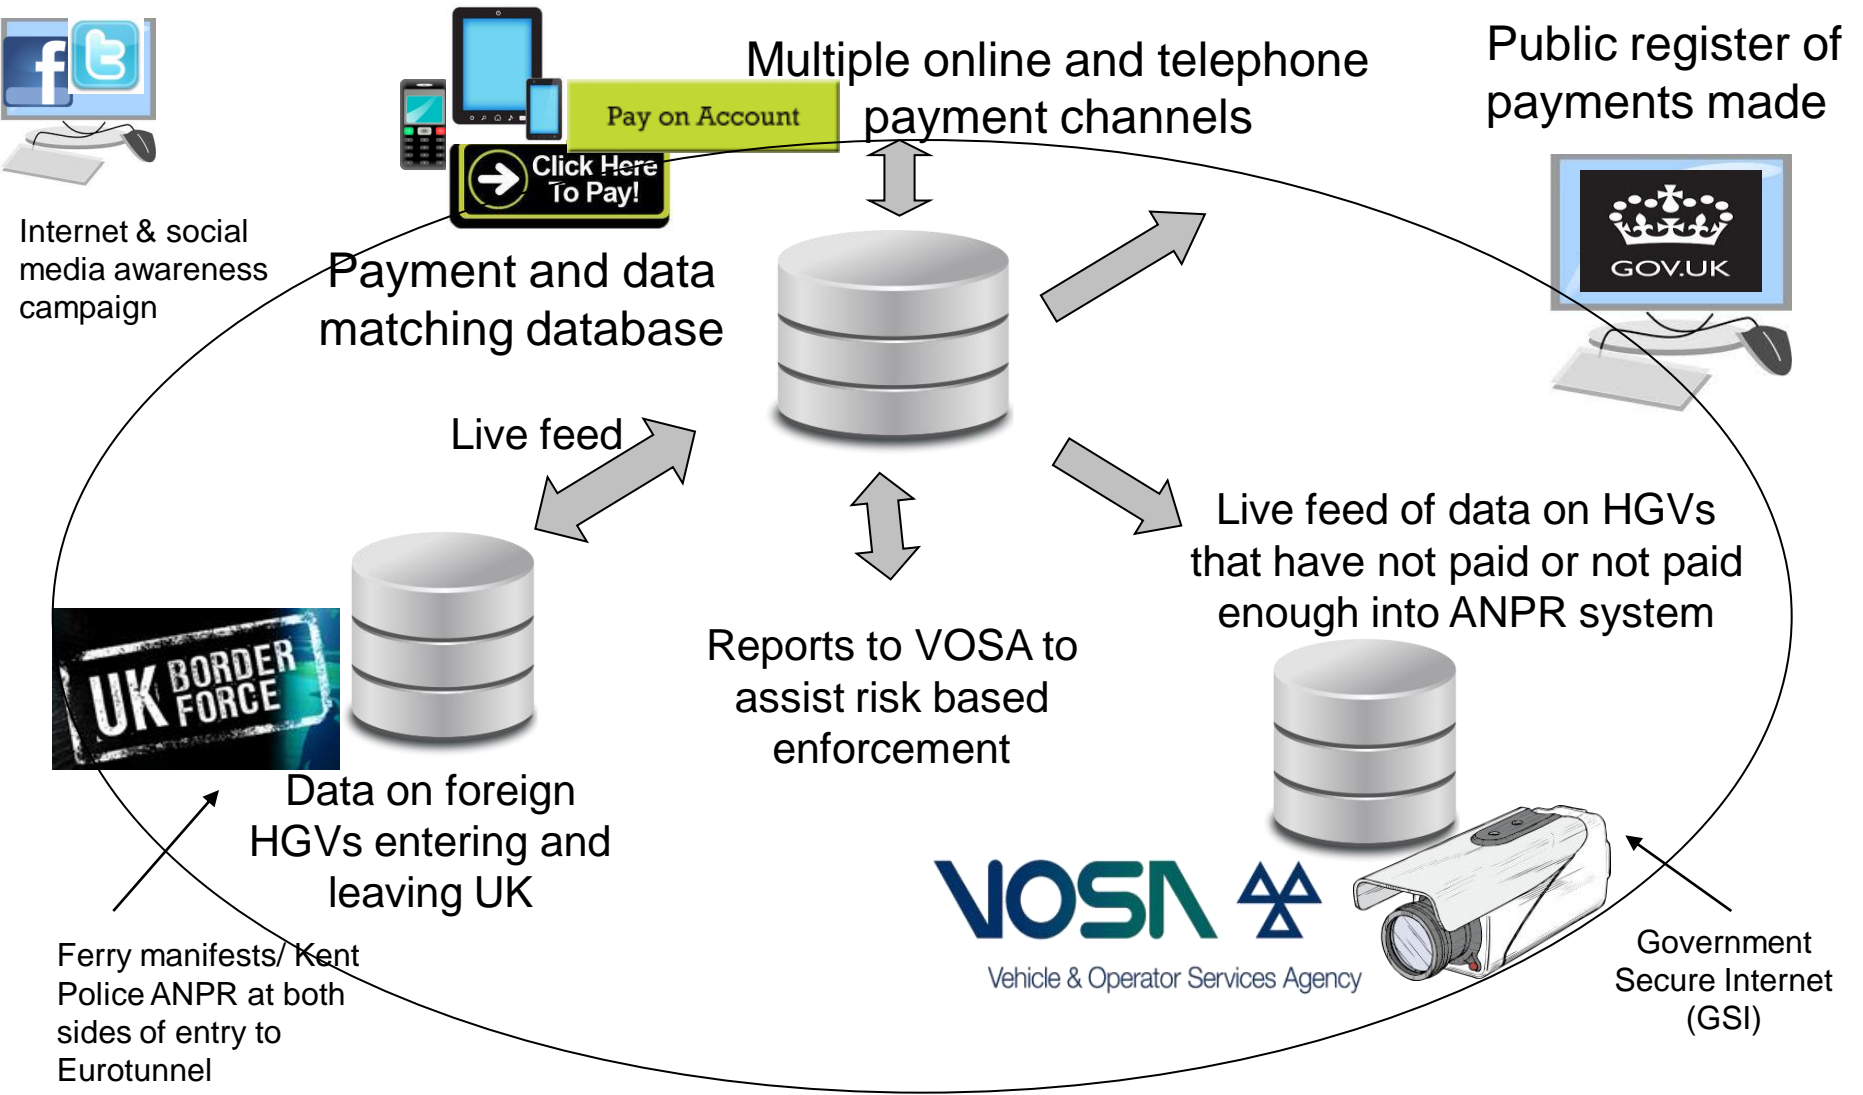 f
t
Pay on Account
Click Here
To Pay!
Multiple online and telephone
payment channels
Public register of
payments made
GOV.UK
Internet & social
media awareness
campaign
Payment and data
matching database
Live feed
Live feed of data on HGVs
that have not paid or not paid
enough into ANPR system
UK BORDER
FORCE
Reports to VOSA to
assist risk based
enforcement
Data on foreign
HGVs entering and
leaving UK
VOSA
Vehicle & Operator Services Agency
Ferry manifests/ Kent
Police ANPR at both
sides of entry to
Eurotunnel
Government
Secure Internet
(GSI)